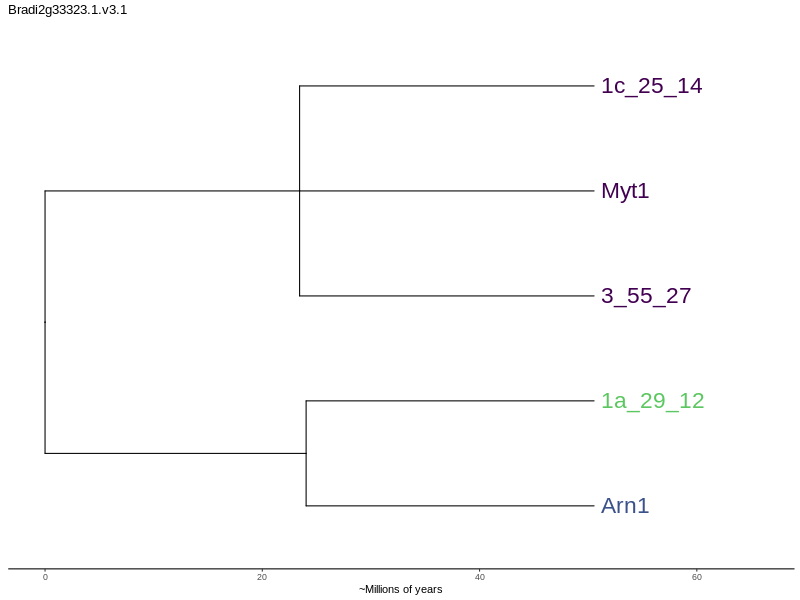 Bradi2g33323.1.v3.1
1c_25_14
Myt1
3_55_27
1a_29_12
Arn1
0 20 40 60
~Millions of years